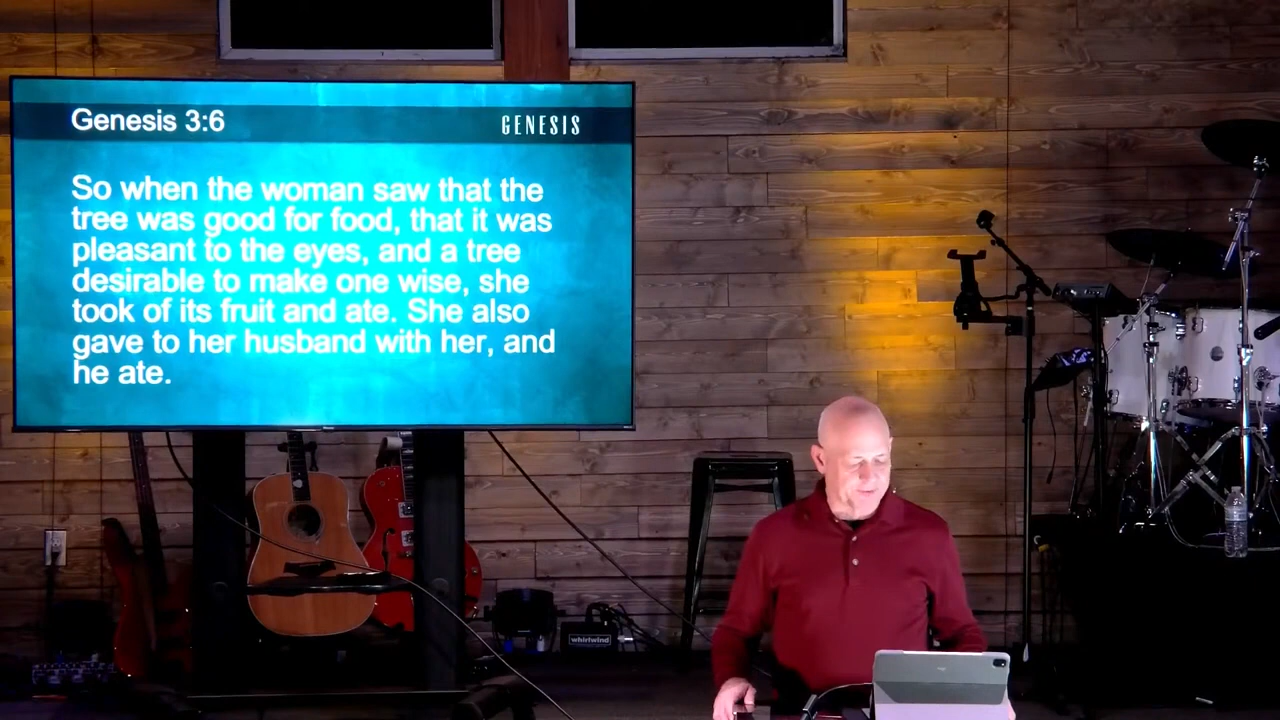 Genesis 3:6
GENESIS
So when the woman saw that the
tree was good for food, that it was
pleasant to the eyes, and a tree
desirable to make one wise, she
took of its fruit and ate. She also
gave to her husband with her, and
he ate.
whirlwind